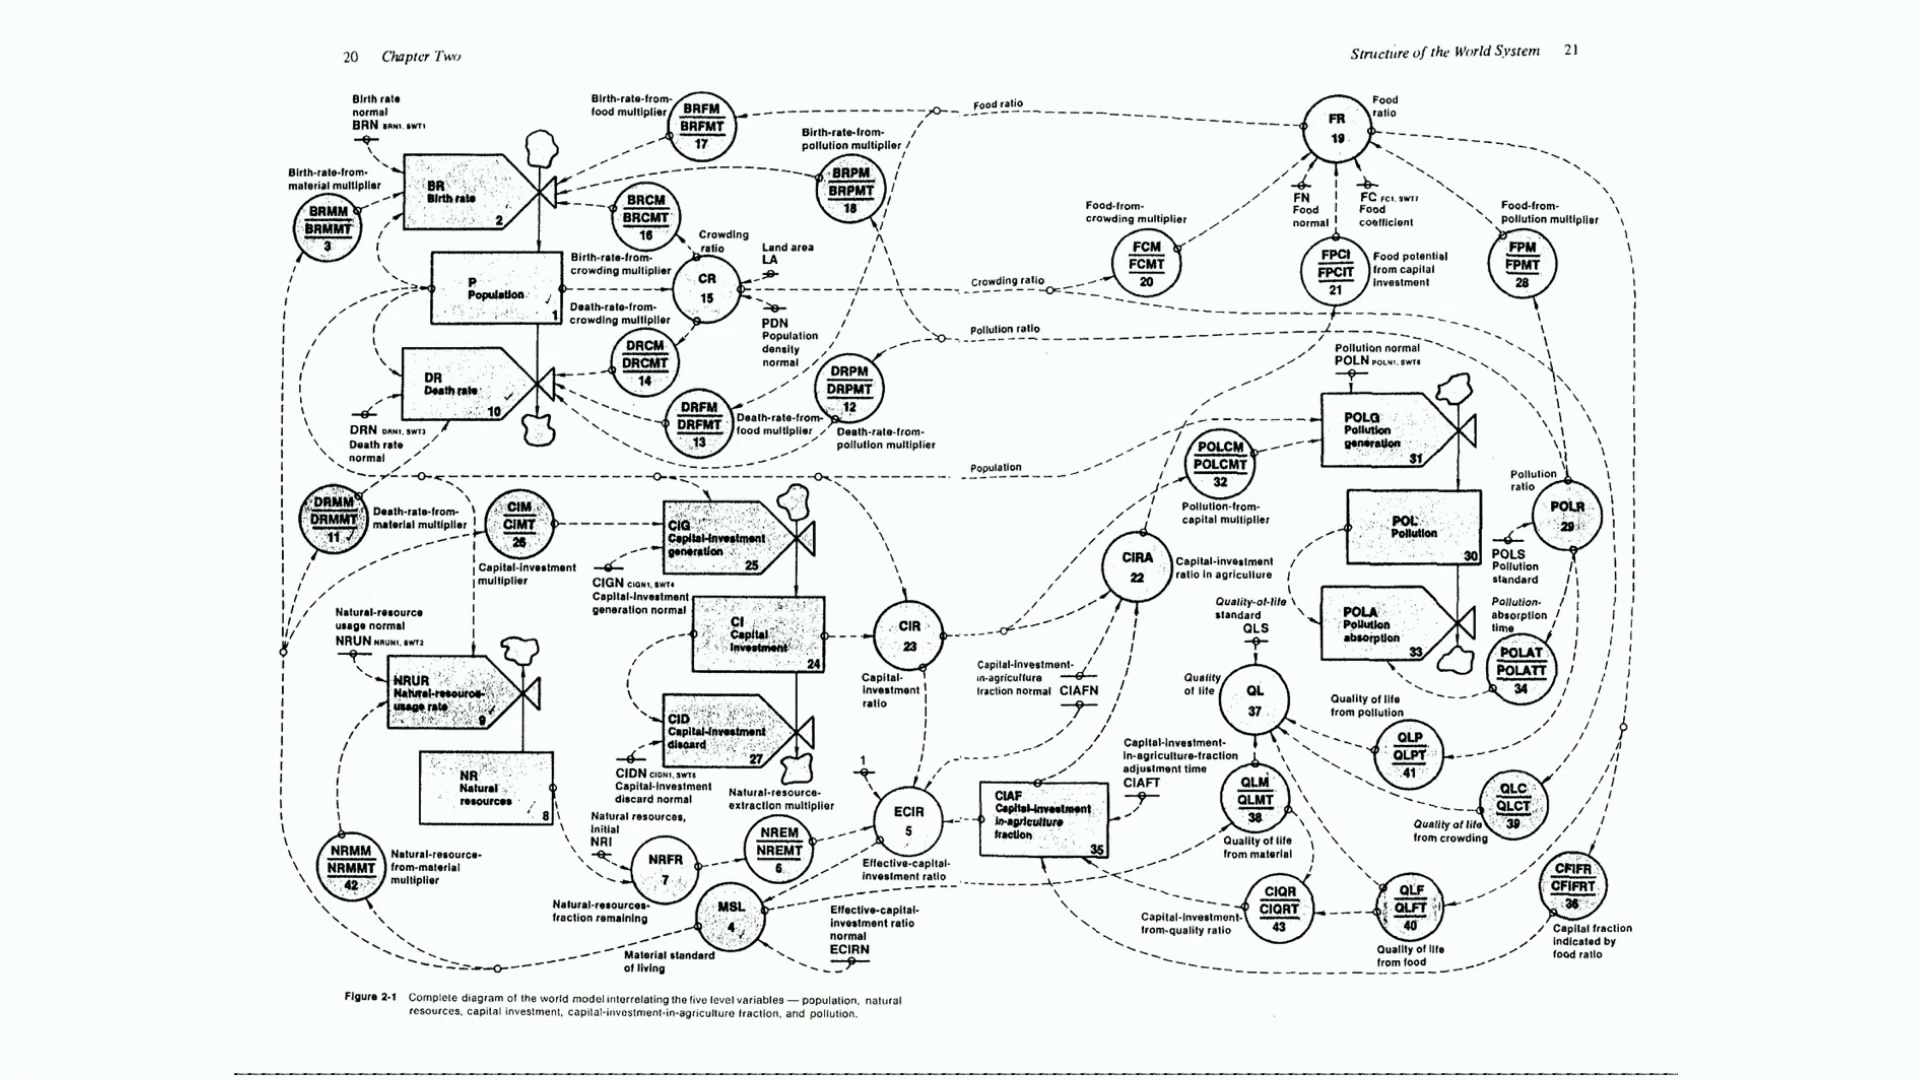 20 Chapter Two
Structure of the World System 21
Birth rate
normal
BRN BRN1, SWT1
Birth-rate-from-
food multiplier
BRFM
BRFMT
17
Food ratio
FR
19
Food
ratio
Birth-rate-from-
pollution multiplier
BRPM
BRPMT
18
Birth-rate-from-
material multiplier
BRMM
BRMMT
3
BR
Birth rate
2
BRCM
BRCMT
16
Birth-rate-from-
crowding multiplier
Crowding
ratio
CR
15
Land area
LA
PDN
Population
density
normal
P
Population
1
Death-rate-from-
crowding multiplier
DRCM
DRCMT
14
DR
Death rate
10
DRN DRN1, SWT3
Death rate
normal
DRFM
DRFMT
13
Death-rate-from-
food multiplier
DRPM
DRPMT
12
Death-rate-from-
pollution multiplier
Food-from-
crowding multiplier
FCM
FCMT
20
Crowding ratio
Pollution ratio
FN
Food
normal
FC FC1, SWT7
Food
coefficient
FPCI
FPCIT
21
Food potential
from capital
investment
Food-from-
pollution multiplier
FPM
FPMT
28
Pollution normal
POLN POLN1, SWT6
POLG
Pollution
generation
31
POLCM
POLCMT
32
Pollution-from-
capital multiplier
Population
Pollution
ratio
POLR
29
POL
Pollution
30
POLS
Pollution
standard
POLA
Pollution
absorption
33
Pollution-
absorption
time
POLAT
POLATT
34
DRMM
DRMMT
11
Death-rate-from-
material multiplier
CIM
CIMT
26
Capital-investment
multiplier
CIG
Capital-investment
generation
25
CIGN CIGN1, SWT4
Capital-investment
generation normal
CI
Capital
investment
24
CID
Capital-investment
discard
27
CIDN CIDN1, SWT5
Capital-investment
discard normal
CIR
23
Capital-
investment
ratio
CIRA
22
Capital-investment
ratio in agriculture
Capital-investment-
in-agriculture
fraction normal CIAFN
Natural-resource
usage normal
NRUN NRUN1, SWT2
NRUR
Natural-resource-
usage rate
9
NR
Natural
resources
8
NRMM
NRMMT
42
Natural-resource-
from-material
multiplier
Natural resources,
initial
NRI
NRFR
7
Natural-resources-
fraction remaining
Natural-resource-
extraction multiplier
NREM
NREMT
6
1
ECIR
5
Effective-capital-
investment ratio
MSL
4
Material standard
of living
Effective-capital-
investment ratio
normal
ECIRN
CIAF
Capital-investment
in-agriculture
fraction
35
Capital-investment-
in-agriculture-fraction
adjustment time
CIAFT
Quality-of-life
standard
QLS
Quality
of life
QL
37
Quality of life
from pollution
QLP
QLPT
41
QLM
QLMT
38
Quality of life
from material
QLC
QLCT
39
Quality of life
from crowding
CIQR
CIQRT
43
Capital-investment-
from-quality ratio
QLF
QLFT
40
Quality of life
from food
CFIFR
CFIFRT
36
Capital fraction
indicated by
food ratio
Figure 2-1 Complete diagram of the world model interrelating the five level variables — population, natural
resources, capital investment, capital-investment-in-agriculture fraction, and pollution.